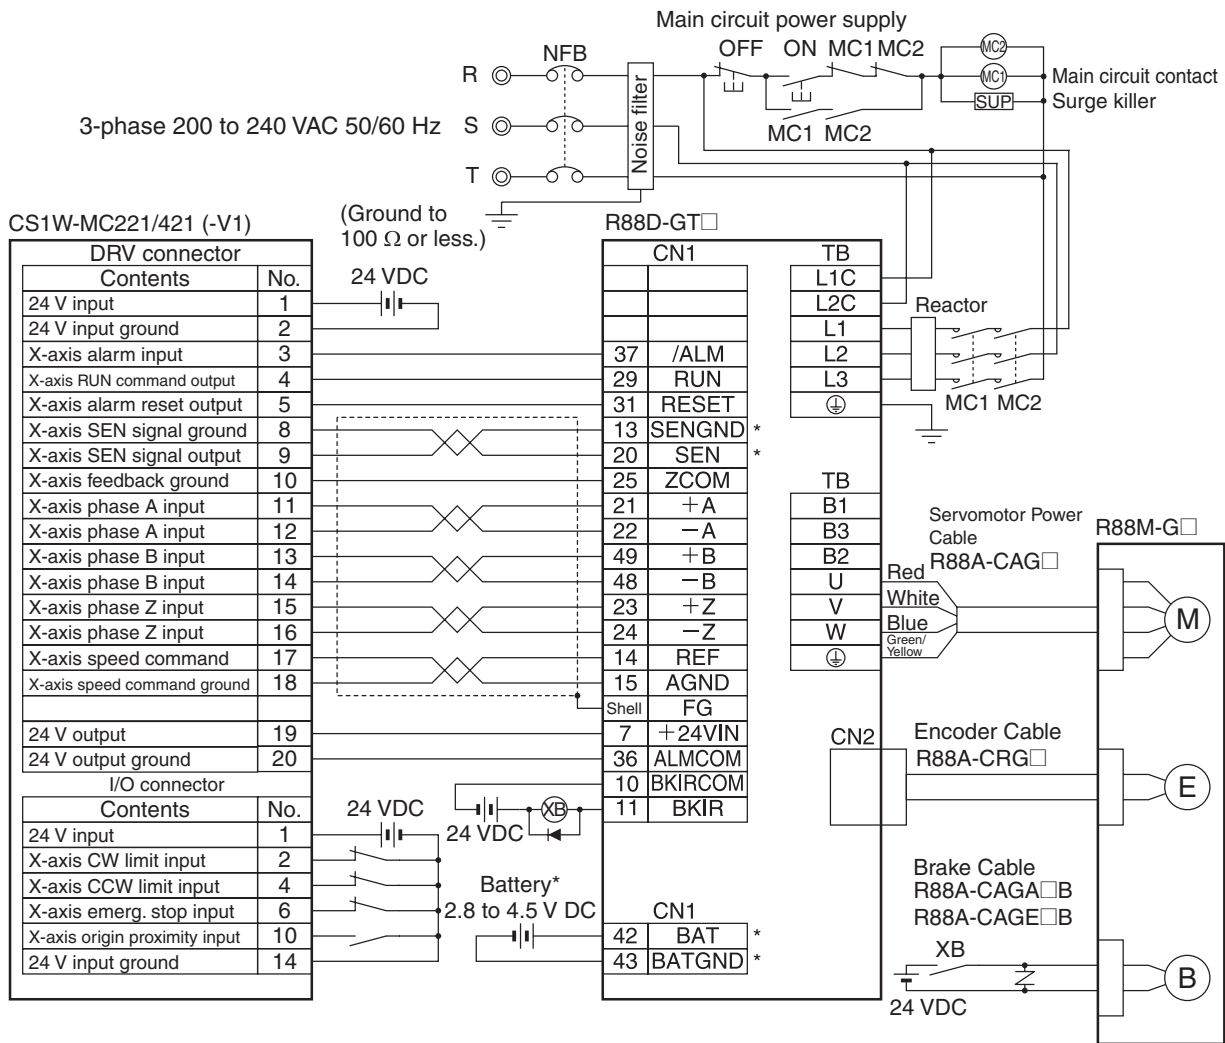 Main circuit power supply
OFF ON MC1 MC2
NFB
MC2
R
MC1
Main circuit contact
SUP
Surge killer
3-phase 200 to 240 VAC 50/60 Hz S
Noise filter
MC1 MC2
T
CS1W-MC221/421 (-V1)
(Ground to
100 Ω or less.)
R88D-GT□
DRV connector
Contents No.
24 V input 1
24 V input ground 2
X-axis alarm input 3
X-axis RUN command output 4
X-axis alarm reset output 5
X-axis SEN signal ground 8
X-axis SEN signal output 9
X-axis feedback ground 10
X-axis phase A input 11
X-axis phase A input 12
X-axis phase B input 13
X-axis phase B input 14
X-axis phase Z input 15
X-axis phase Z input 16
X-axis speed command 17
X-axis speed command ground 18
24 V output 19
24 V output ground 20
I/O connector
Contents No.
24 V input 1
X-axis CW limit input 2
X-axis CCW limit input 4
X-axis emerg. stop input 6
X-axis origin proximity input 10
24 V input ground 14
24 VDC
24 VDC
24 VDC
XB
Battery*
2.8 to 4.5 V DC
CN1
37 /ALM
29 RUN
31 RESET
13 SENGND *
20 SEN *
25 ZCOM
21 +A
22 −A
49 +B
48 −B
23 +Z
24 −Z
14 REF
15 AGND
Shell FG
7 +24VIN
36 ALMCOM
10 BKIRCOM
11 BKIR
CN1
42 BAT *
43 BATGND *
TB
L1C
L2C
L1
L2
L3
Reactor
MC1 MC2
TB
B1
B3
B2
U
V
W
Red
White
Blue
Green/
Yellow
Servomotor Power
Cable
R88A-CAG□
R88M-G□
M
CN2
Encoder Cable
R88A-CRG□
E
Brake Cable
R88A-CAGA□B
R88A-CAGE□B
XB
24 VDC
B